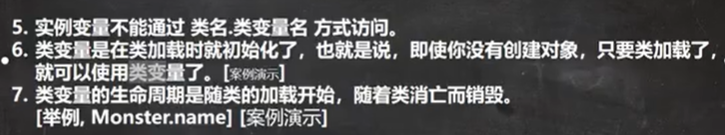 5. 实例变量不能通过 类名.类变量名 方式访问。
6. 类变量是在类加载时就初始化了，也就是说，即使你没有创建对象，只要类加载了，
就可以使用类变量了。[案例演示]
7. 类变量的生命周期是随类的加载开始，随着类消亡而销毁。
[举例, Monster.name] [案例演示]